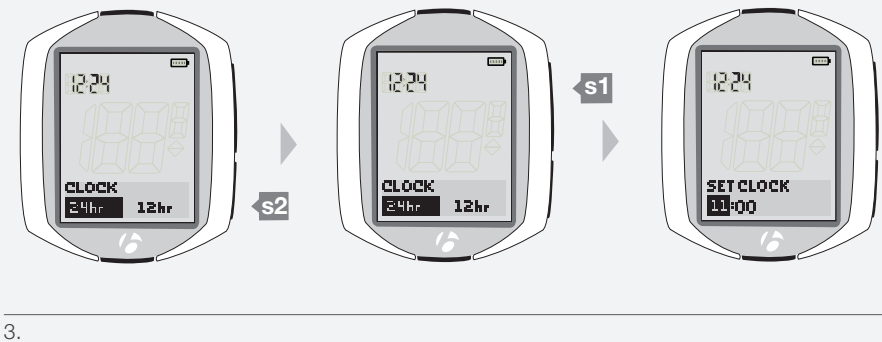 12:24
CLOCK
24hr 12hr
s2
12:24
CLOCK
24hr 12hr
s1
12:24
SET CLOCK
11:00
3.